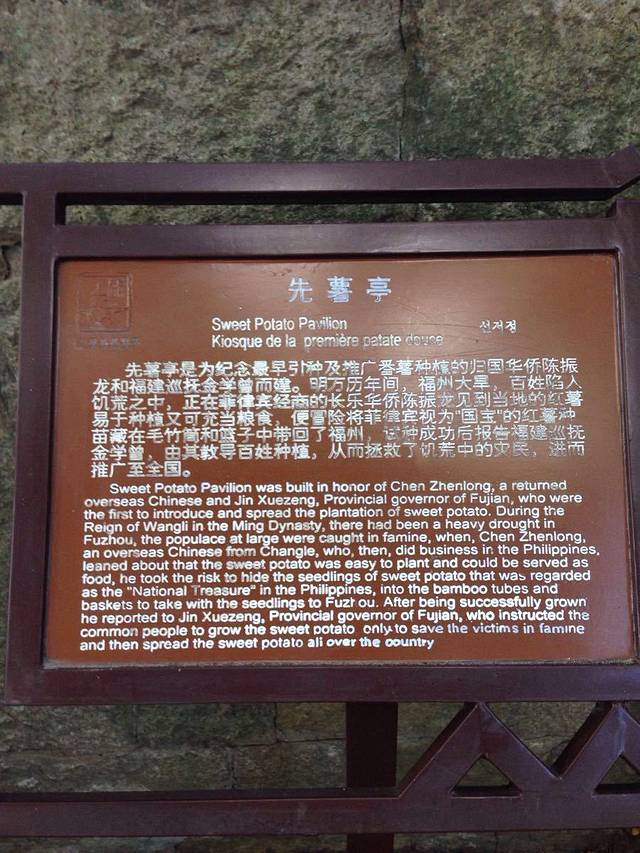 先薯亭
Sweet Potato Pavilion
선저정
Kiosque de la première patate douce
先薯亭是为纪念最早引种及推广番薯种植的归国华侨陈振
龙和福建巡抚金学曾而建。明万历年间，福州大旱，百姓陷入
饥荒之中，正在菲律宾经商的长乐华侨陈振龙见到当地的红薯
易于种植又可充当粮食，便冒险将菲律宾视为"国宝"的红薯种
苗藏在毛竹筒和篮子中带回了福州，试种成功后报告福建巡抚
金学曾，由其教导百姓种植，从而拯救了饥荒中的灾民，进而
推广至全国。
Sweet Potato Pavilion was built in honor of Chen Zhenlong, a returned
overseas Chinese and Jin Xuezeng, Provincial governor of Fujian, who were
the first to introduce and spread the plantation of sweet potato. During the
Reign of Wangli in the Ming Dynasty, there had been a heavy drought in
Fuzhou, the populace at large were caught in famine, when, Chen Zhenlong,
an overseas Chinese from Changle, who, then, did business in the Philippines,
leaned about that the sweet potato was easy to plant and could be served as
food, he took the risk to hide the seedlings of sweet potato that was regarded
as the "National Treasure" in the Philippines, into the bamboo tubes and
baskets to take with the seedlings to Fuzhou. After being successfully grown
he reported to Jin Xuezeng, Provincial governor of Fujian, who instructed the
common people to grow the sweet potato only to save the victims in famine
and then spread the sweet potato all over the country